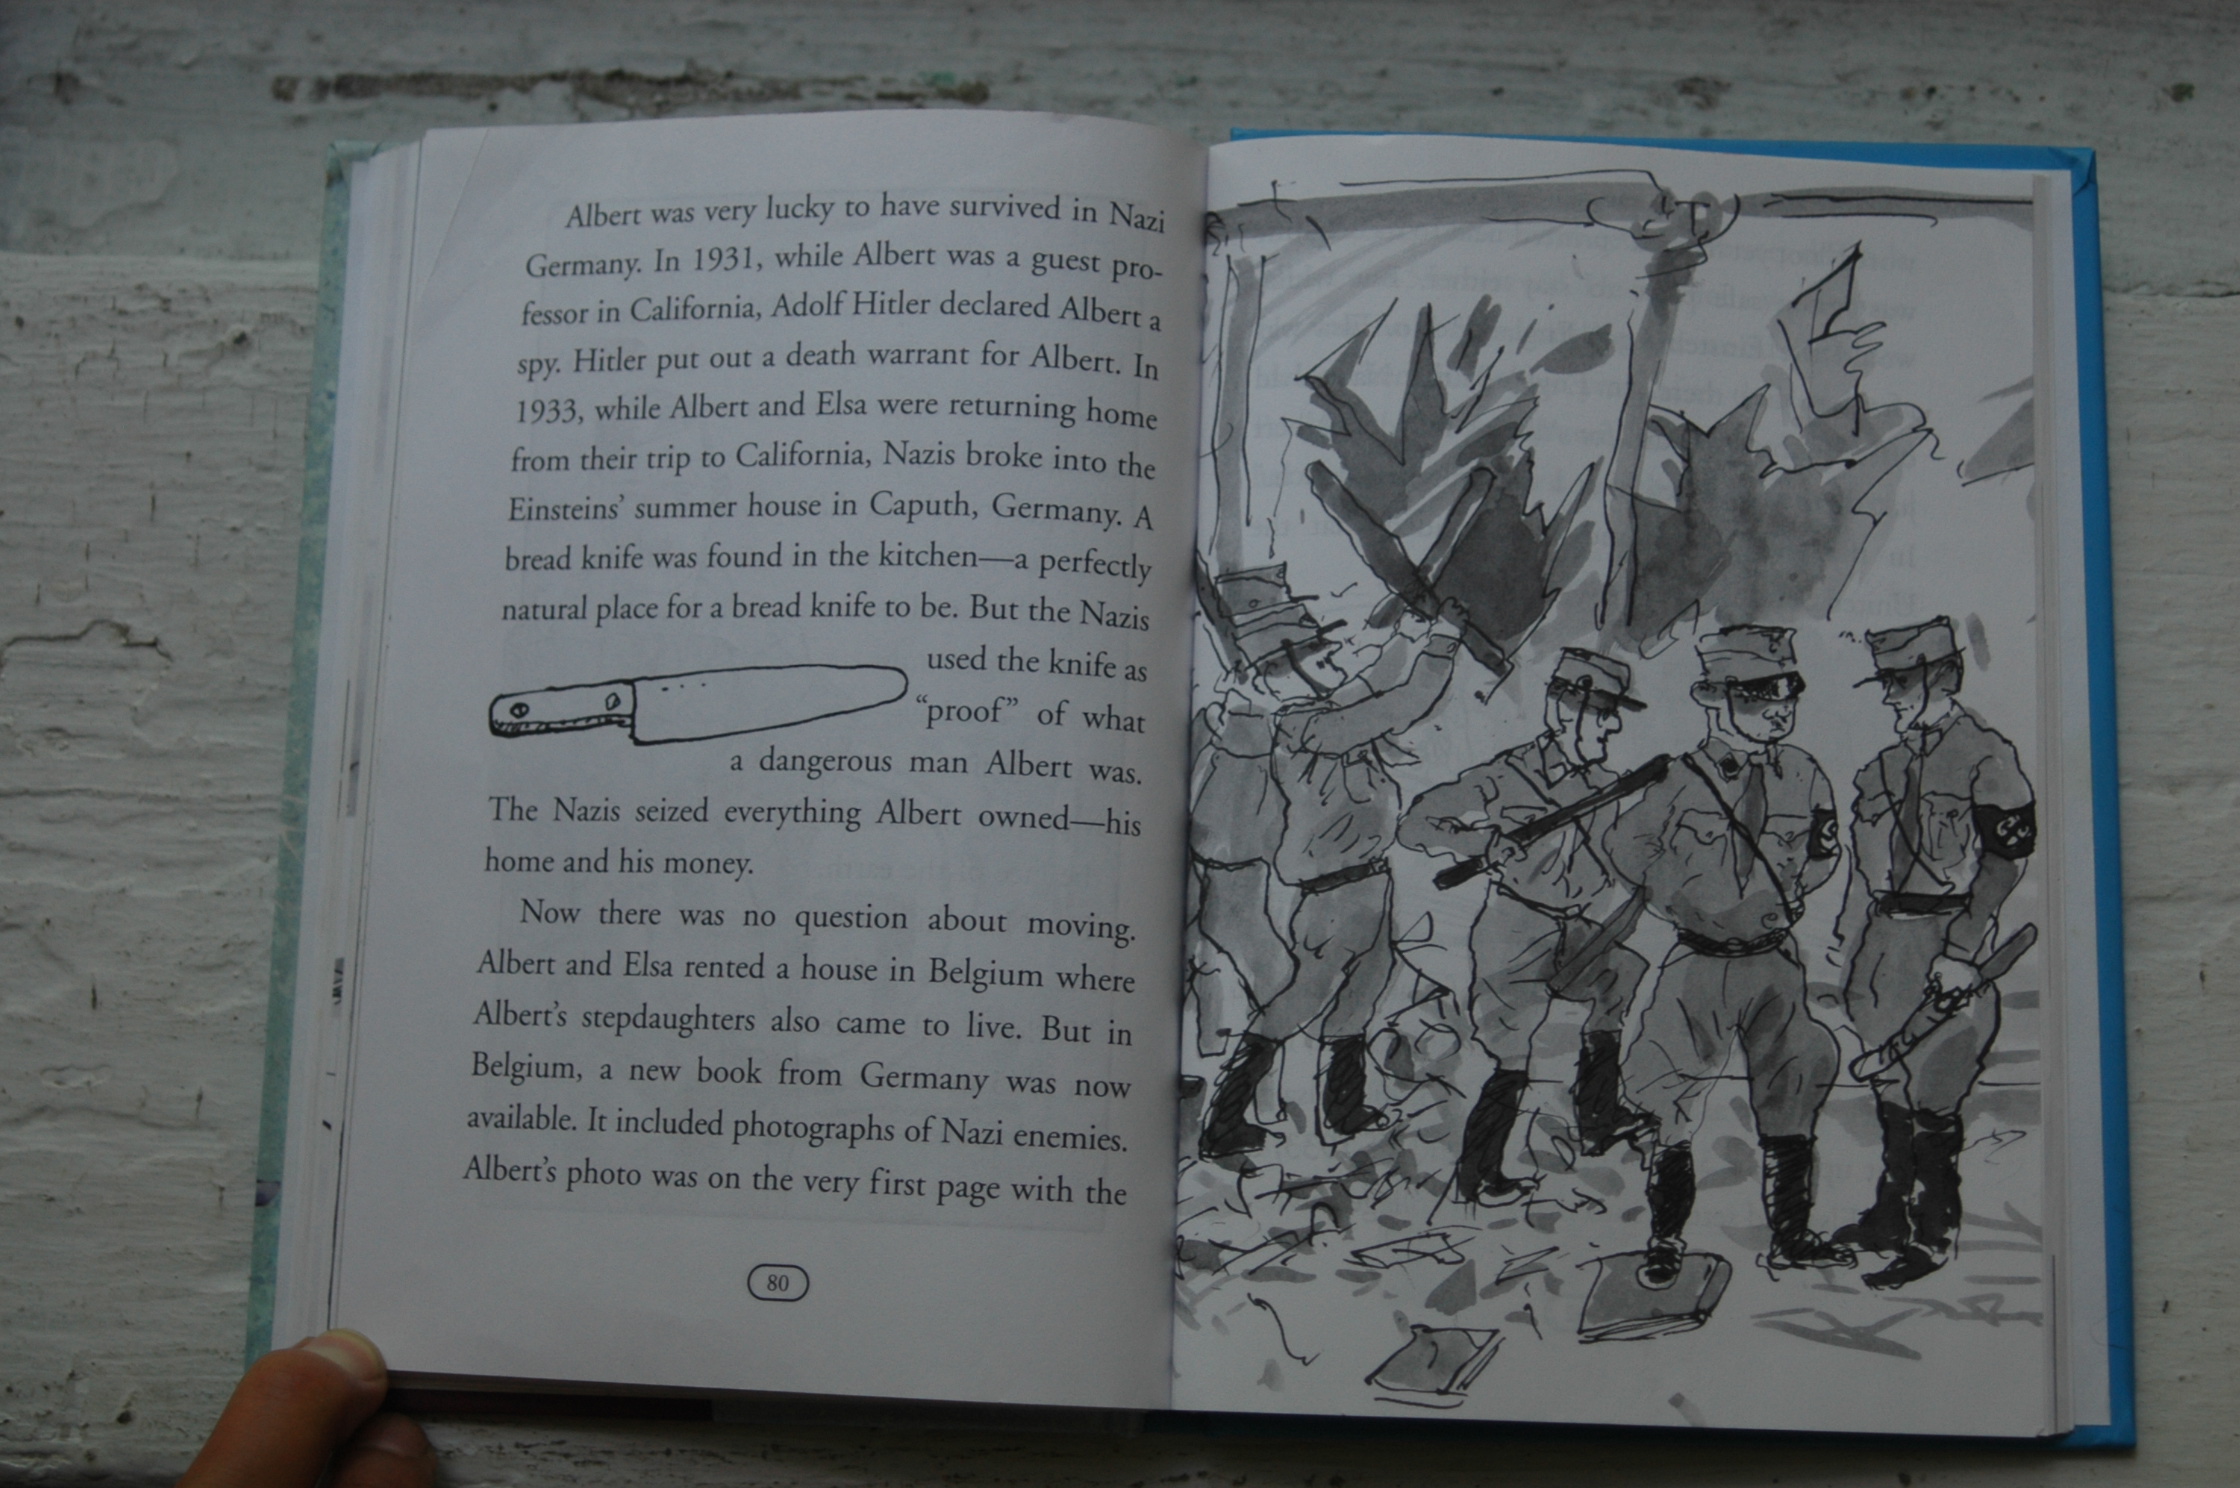 Albert was very lucky to have survived in Nazi
Germany. In 1931, while Albert was a guest pro-
fessor in California, Adolf Hitler declared Albert a
spy. Hitler put out a death warrant for Albert. In
1933, while Albert and Elsa were returning home
from their trip to California, Nazis broke into the
Einsteins’ summer house in Caputh, Germany. A
bread knife was found in the kitchen—a perfectly
natural place for a bread knife to be. But the Nazis
used the knife as
“proof” of what
a dangerous man Albert was.
The Nazis seized everything Albert owned—his
home and his money.
Now there was no question about moving.
Albert and Elsa rented a house in Belgium where
Albert’s stepdaughters also came to live. But in
Belgium, a new book from Germany was now
available. It included photographs of Nazi enemies.
Albert’s photo was on the very first page with the
80